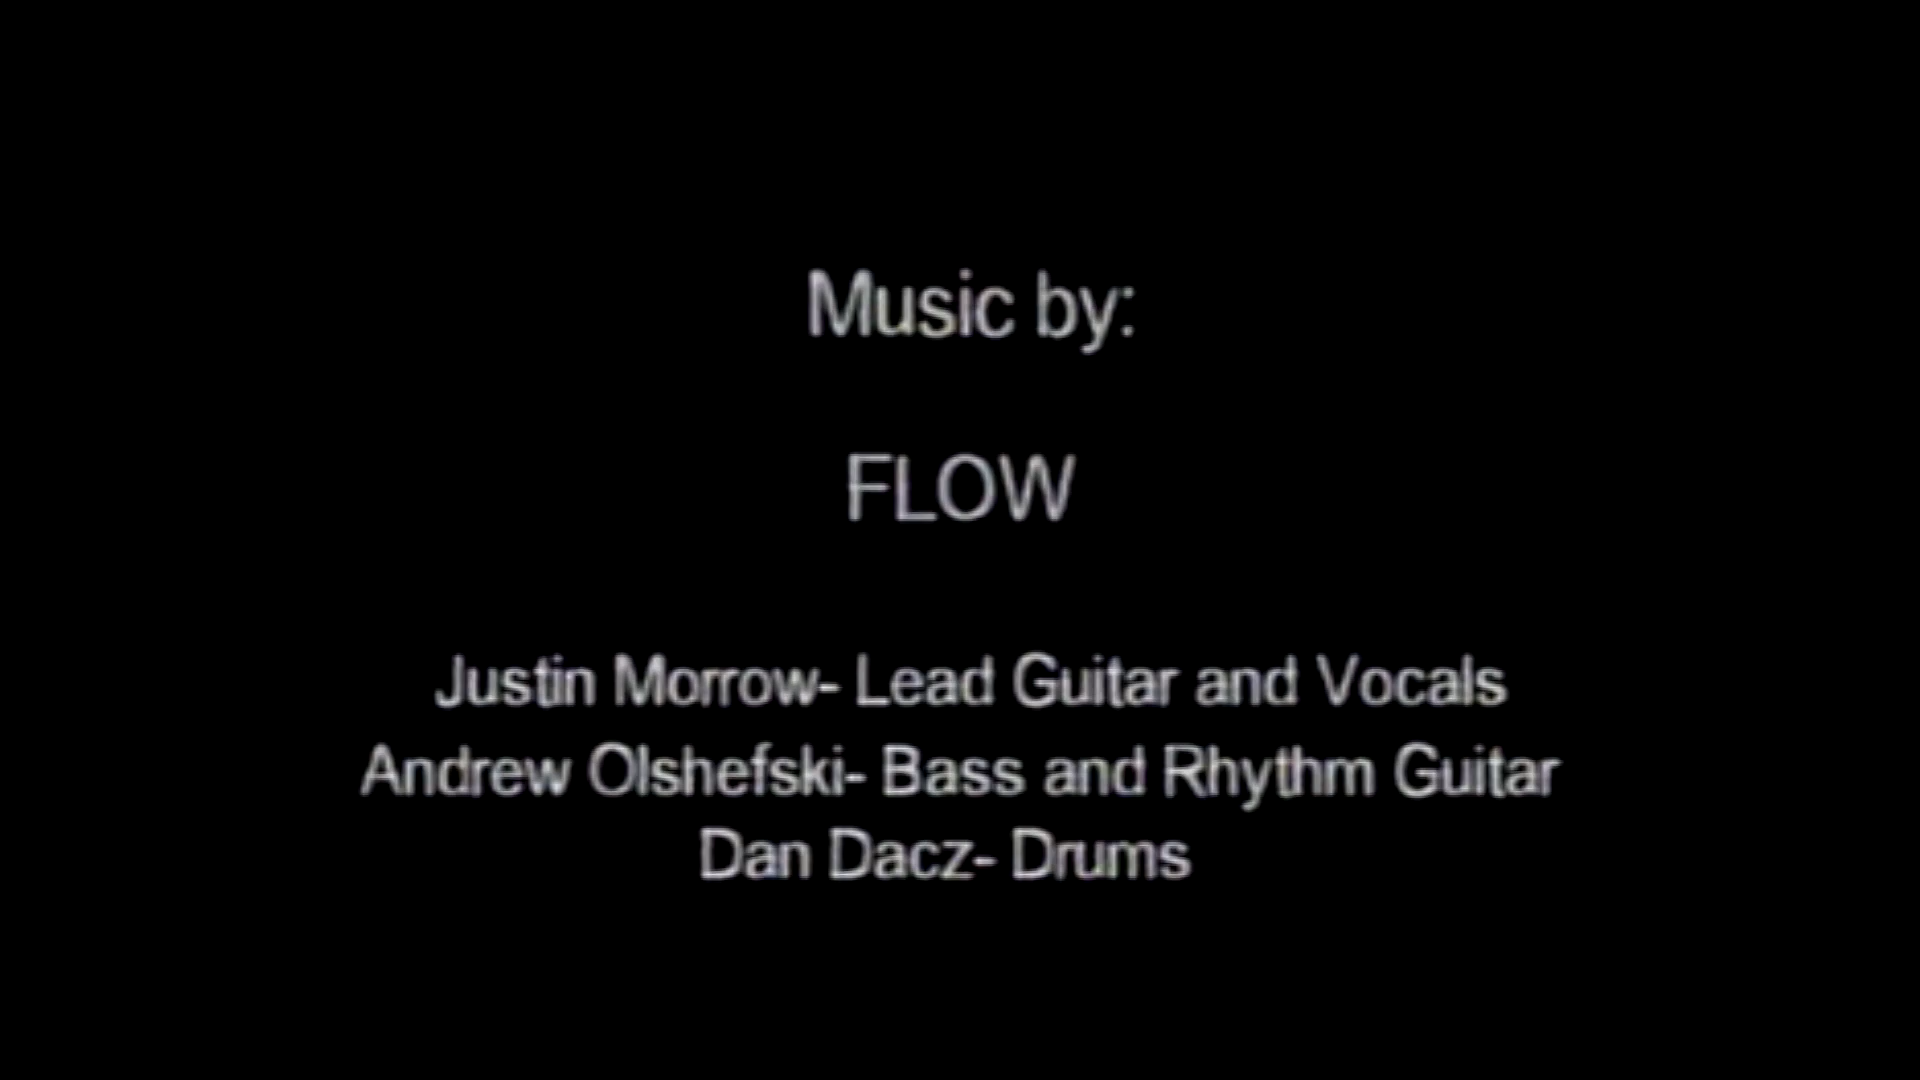 Music by:
FLOW
Justin Morrow- Lead Guitar and Vocals
Andrew Olshefski- Bass and Rhythm Guitar
Dan Dacz- Drums